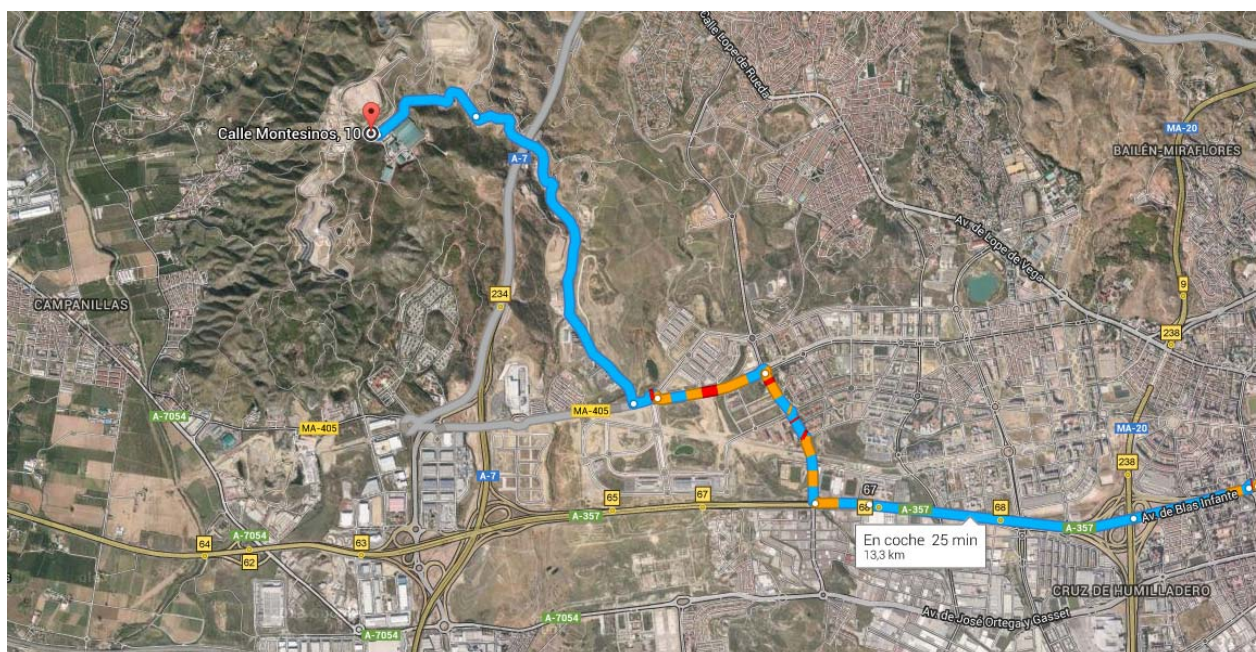 Calle Lope de Rueda
Calle Montesinos, 10
A-7
MA-20
BAILÉN-MIRAFLORES
Av. de Lope de Vega
CAMPANILLAS
234
9
238
A-7054
MA-405
MA-405
A-7
MA-20
238
65
67
67
68
A-357
A-357
A-357
Av. de Blas Infante
64
A-7054
62
63
En coche 25 min
13,3 km
CRUZ DE HUMILLADERO
Av. de José Ortega y Gasset
A-7054
A-7054